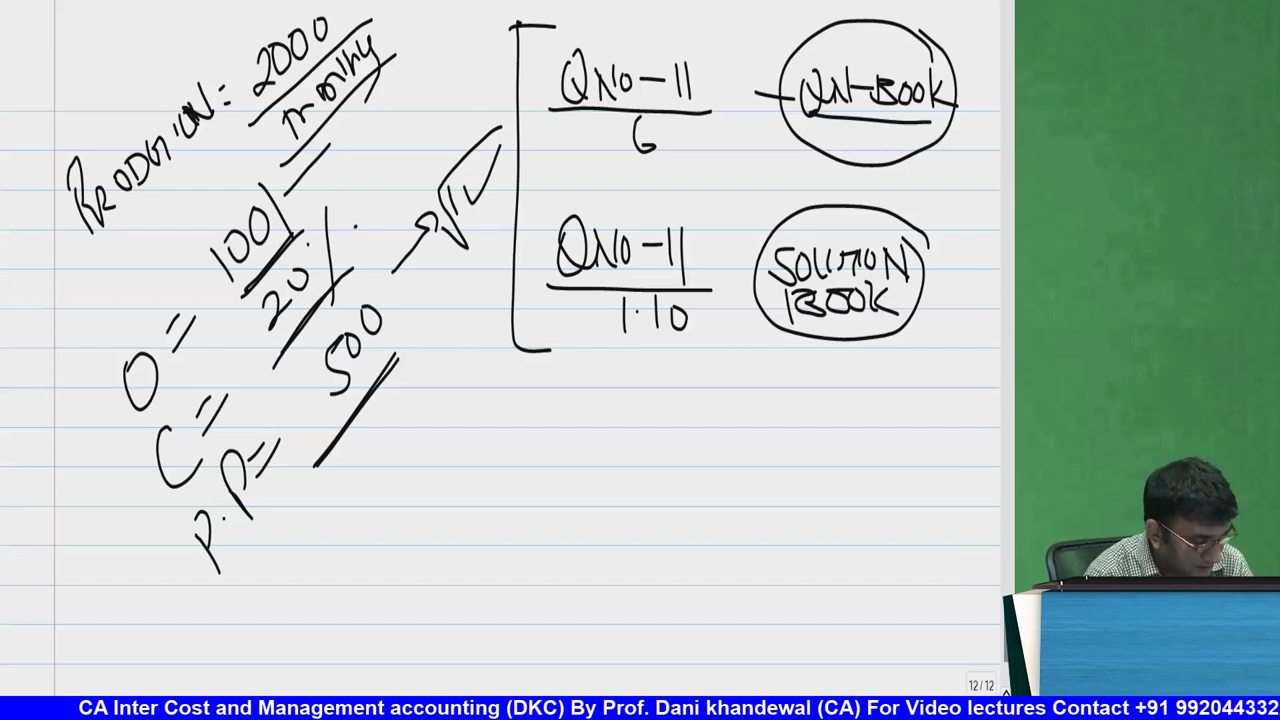 PRODUCTION: 2000
monthly
O = 100%
C = 20%.
P.P = 500
QNO-11
6
QN-BOOK
QNO-11
1.10
SOLUTION
BOOK
12/12
CA Inter Cost and Management accounting (DKC) By Prof. Dani khandewal (CA) For Video lectures Contact +91 992044332